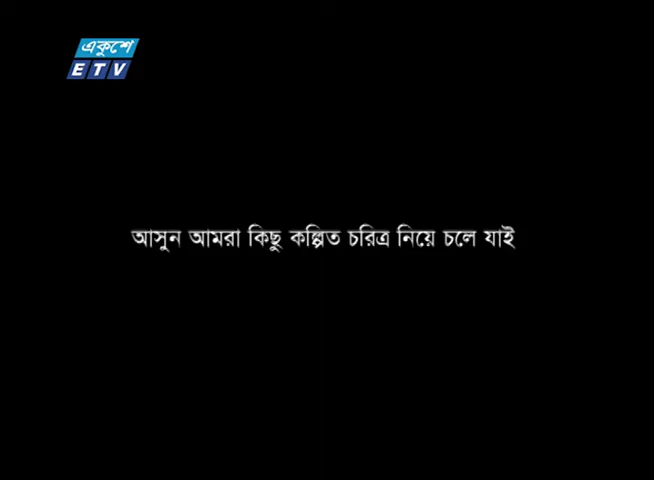 একুশে
ETV
আসুন আমরা কিছু কল্পিত চরিত্র নিয়ে চলে যাই